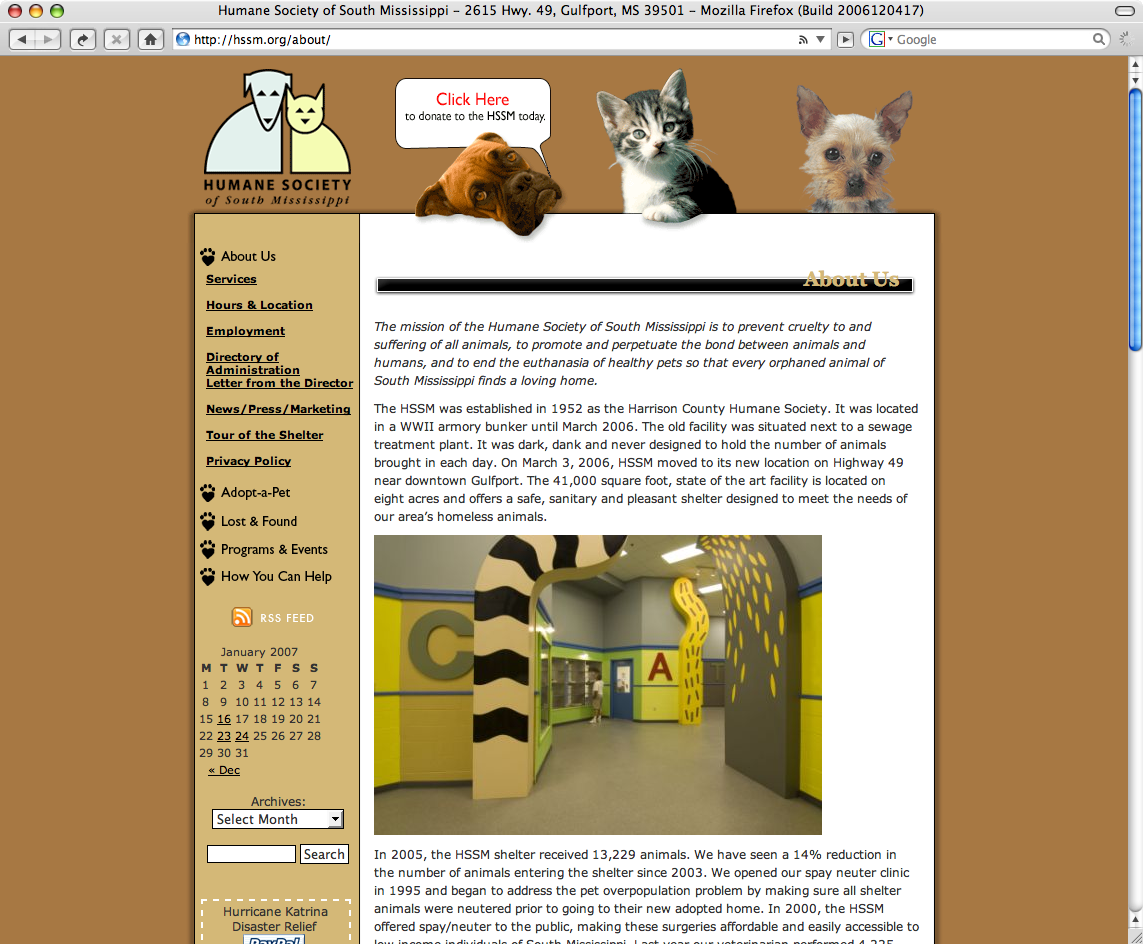 Humane Society of South Mississippi – 2615 Hwy. 49, Gulfport, MS 39501 – Mozilla Firefox (Build 2006120417)
http://hssm.org/about/
Google
Click Here
to donate to the HSSM today.
HUMANE SOCIETY
of South Mississippi
About Us
Services
Hours & Location
Employment
Directory of
Administration
Letter from the Director
News/Press/Marketing
Tour of the Shelter
Privacy Policy
Adopt-a-Pet
Lost & Found
Programs & Events
How You Can Help
RSS FEED
January 2007
M T W T F S S
1 2 3 4 5 6 7
8 9 10 11 12 13 14
15 16 17 18 19 20 21
22 23 24 25 26 27 28
29 30 31
« Dec
Archives:
Select Month
Search
Hurricane Katrina
Disaster Relief
PayPal
About Us
The mission of the Humane Society of South Mississippi is to prevent cruelty to and
suffering of all animals, to promote and perpetuate the bond between animals and
humans, and to end the euthanasia of healthy pets so that every orphaned animal of
South Mississippi finds a loving home.
The HSSM was established in 1952 as the Harrison County Humane Society. It was located
in a WWII armory bunker until March 2006. The old facility was situated next to a sewage
treatment plant. It was dark, dank and never designed to hold the number of animals
brought in each day. On March 3, 2006, HSSM moved to its new location on Highway 49
near downtown Gulfport. The 41,000 square foot, state of the art facility is located on
eight acres and offers a safe, sanitary and pleasant shelter designed to meet the needs of
our area’s homeless animals.
C A T
In 2005, the HSSM shelter received 13,229 animals. We have seen a 14% reduction in
the number of animals entering the shelter since 2003. We opened our spay neuter clinic
in 1995 and began to address the pet overpopulation problem by making sure all shelter
animals were neutered prior to going to their new adopted home. In 2000, the HSSM
offered spay/neuter to the public, making these surgeries affordable and easily accessible to
low income individuals of South Mississippi. Last year our veterinarian performed 4,225